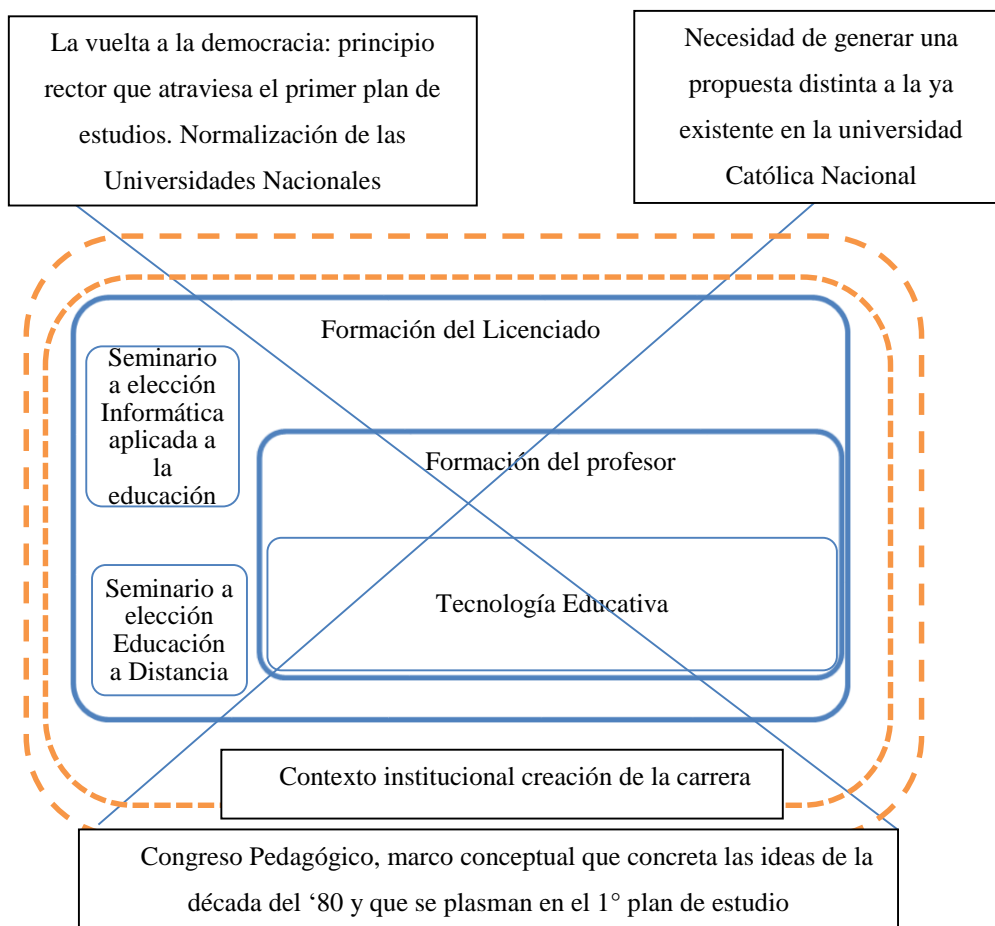 La vuelta a la democracia: principio
rector que atraviesa el primer plan de
estudios. Normalización de las
Universidades Nacionales
Necesidad de generar una
propuesta distinta a la ya
existente en la universidad
Católica Nacional
Formación del Licenciado
Seminario
a elección
Informática
aplicada a
la
educación
Formación del profesor
Seminario a
elección
Educación
a Distancia
Tecnología Educativa
Contexto institucional creación de la carrera
Congreso Pedagógico, marco conceptual que concreta las ideas de la
década del ‘80 y que se plasman en el 1° plan de estudio